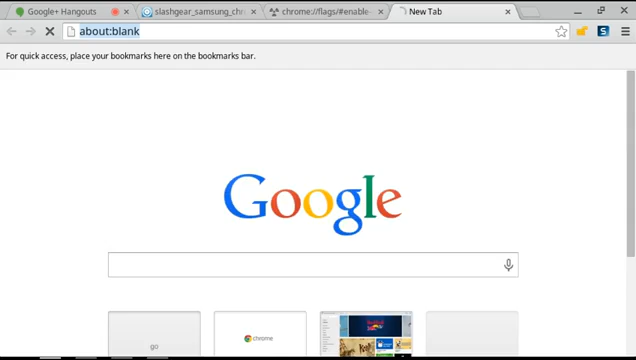 Google+ Hangouts
slashgear_samsung_chr
chrome://flags/#enable-
New Tab
about:blank
For quick access, place your bookmarks here on the bookmarks bar.
Google
go
chrome